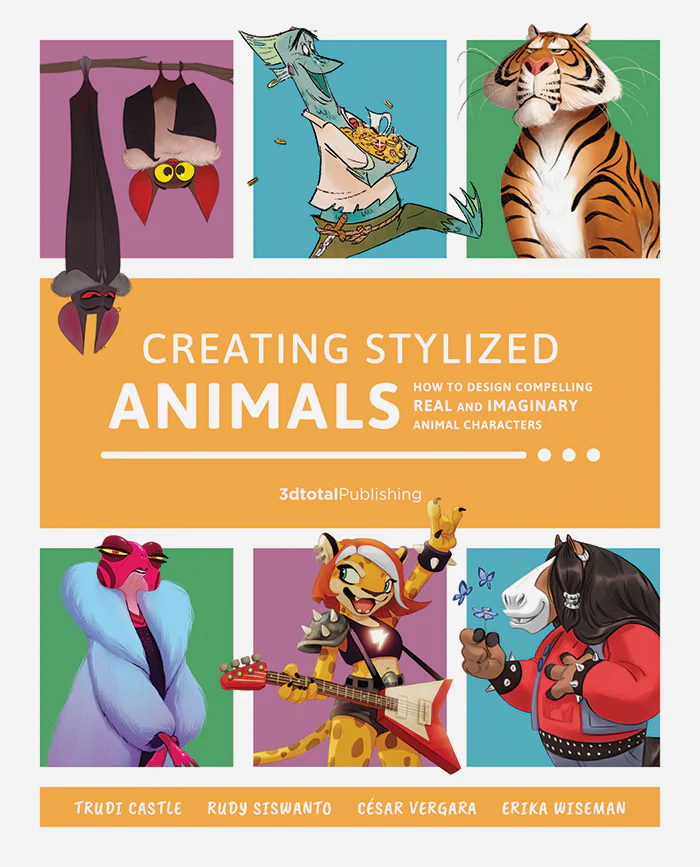 CREATING STYLIZED
ANIMALS
HOW TO DESIGN COMPELLING
REAL AND IMAGINARY
ANIMAL CHARACTERS
3dtotalPublishing
TRUDI CASTLE RUDY SISWANTO CÉSAR VERGARA ERIKA WISEMAN